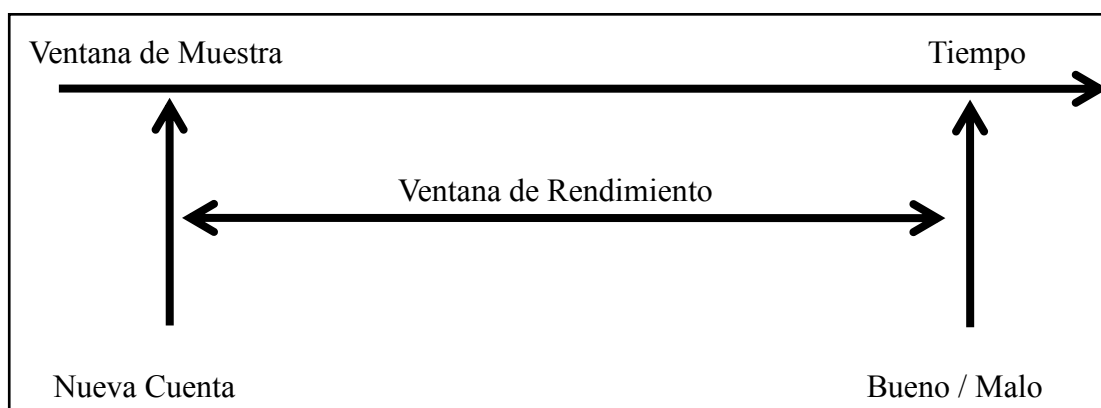 Ventana de Muestra
Tiempo
Ventana de Rendimiento
Nueva Cuenta
Bueno / Malo